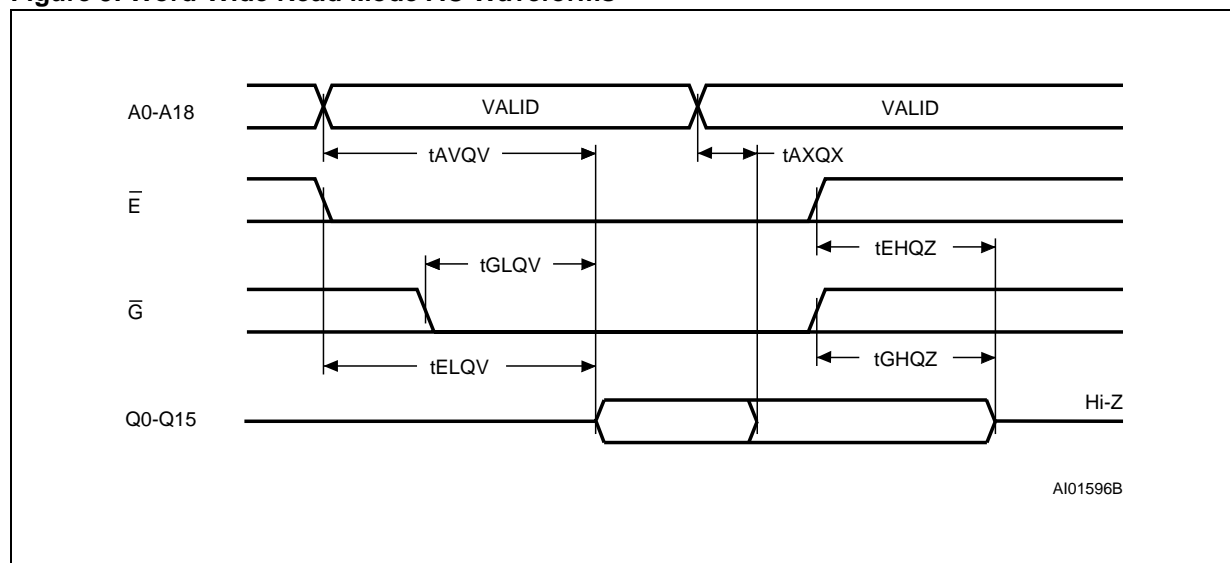 Figure 5. Word-Wide Read Mode AC Waveforms
A0-A18
VALID
VALID
tAVQV
tAXQX
E
tEHQZ
tGLQV
G
tGHQZ
tELQV
Hi-Z
Q0-Q15
AI01596B